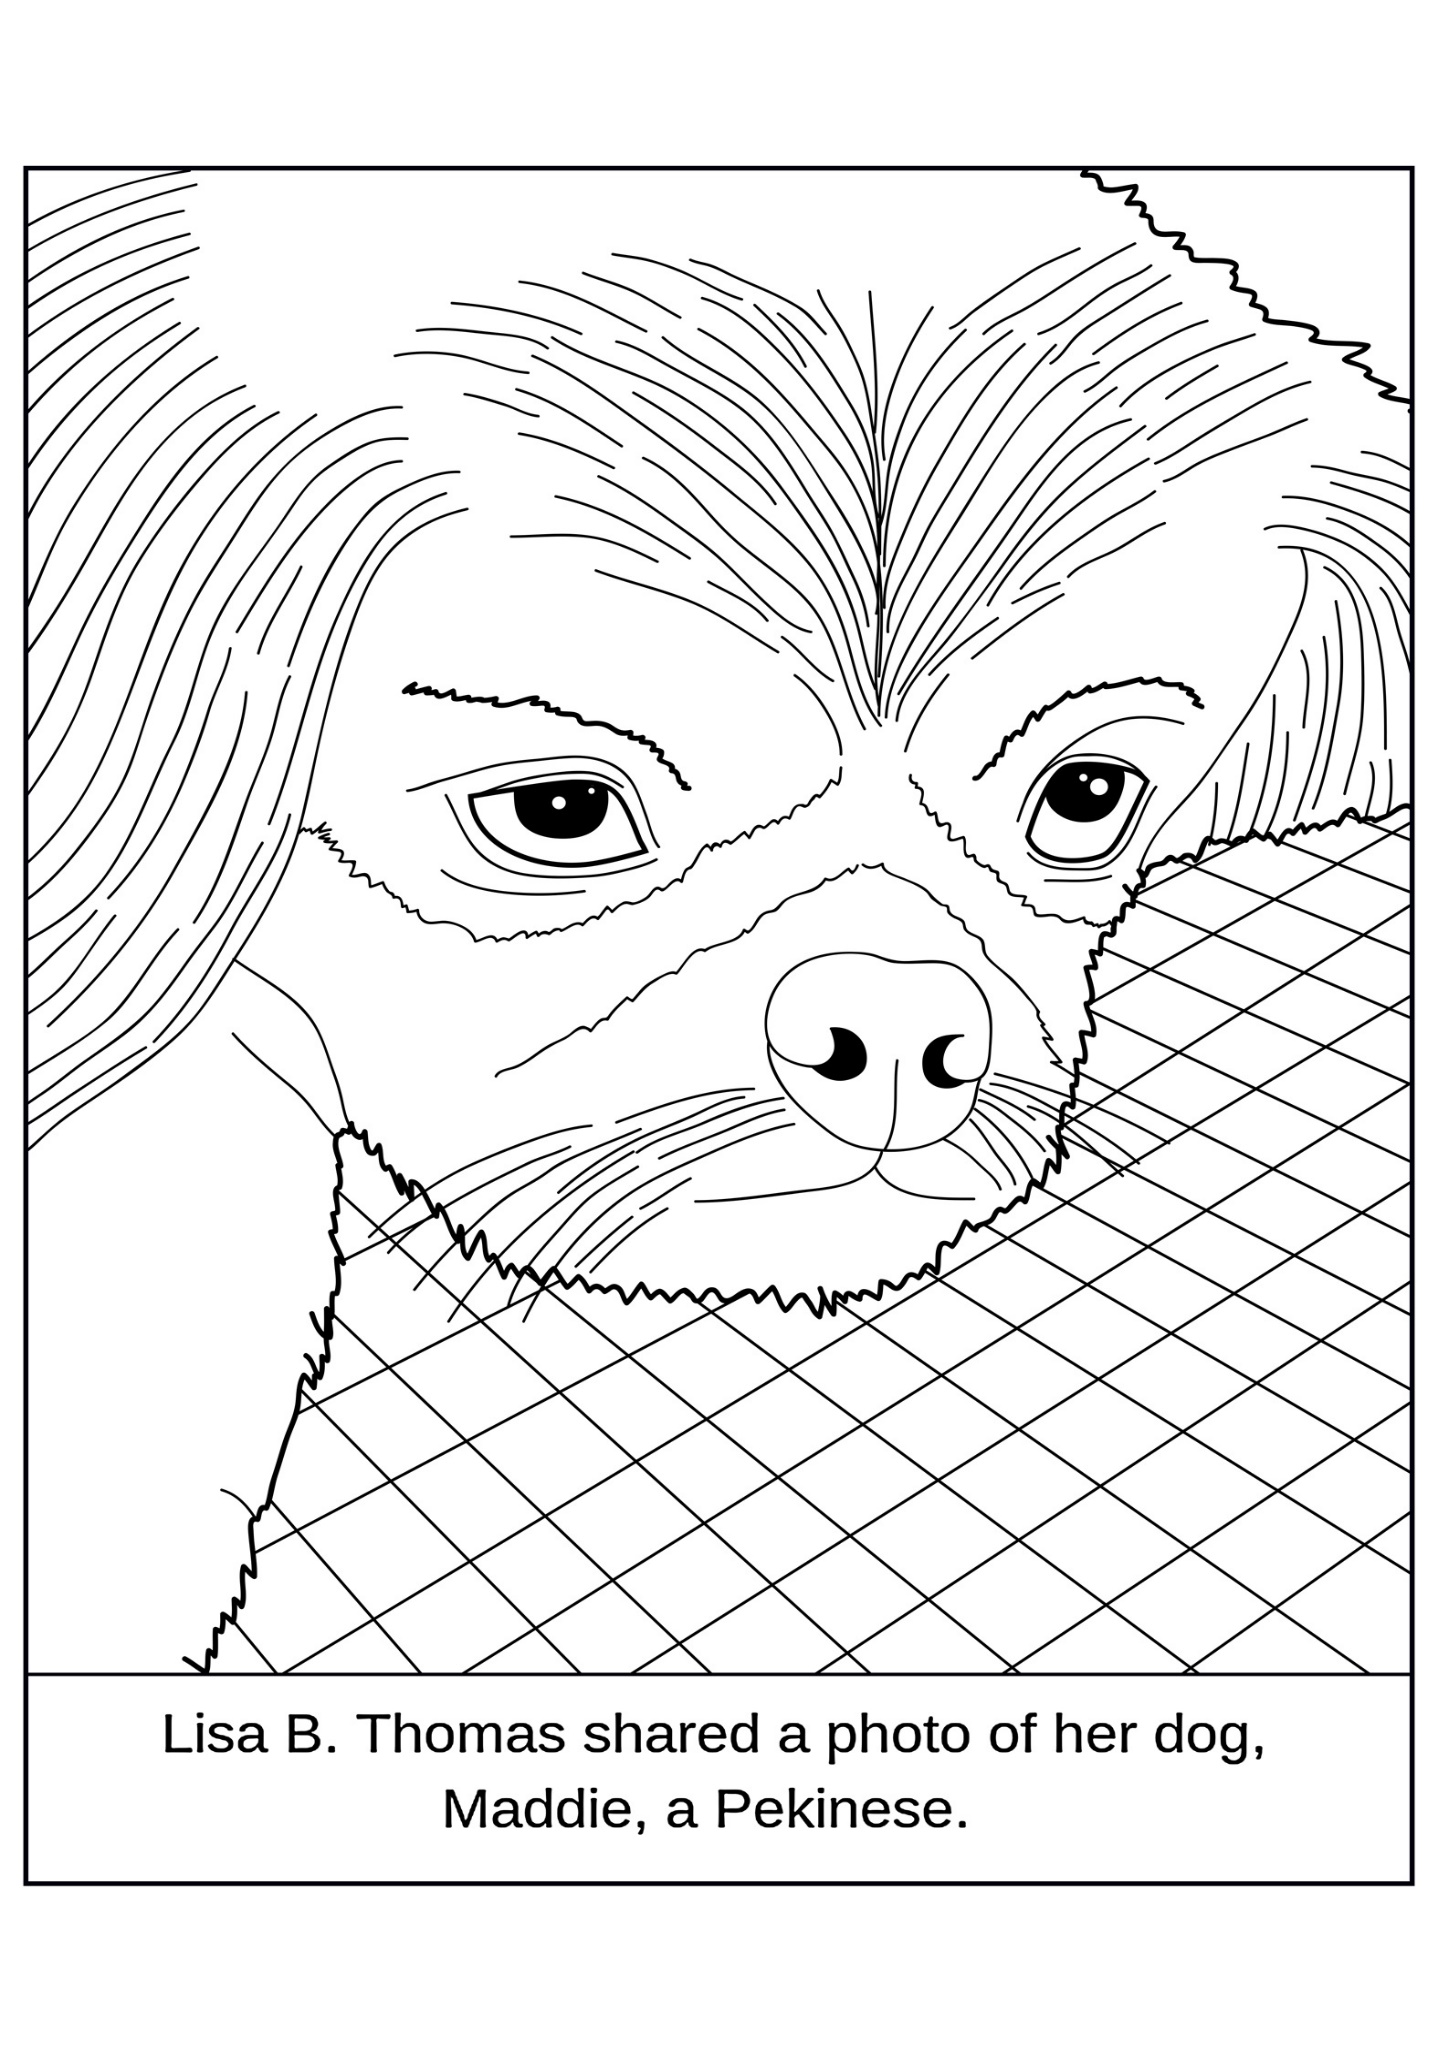 Lisa B. Thomas shared a photo of her dog,
Maddie, a Pekinese.